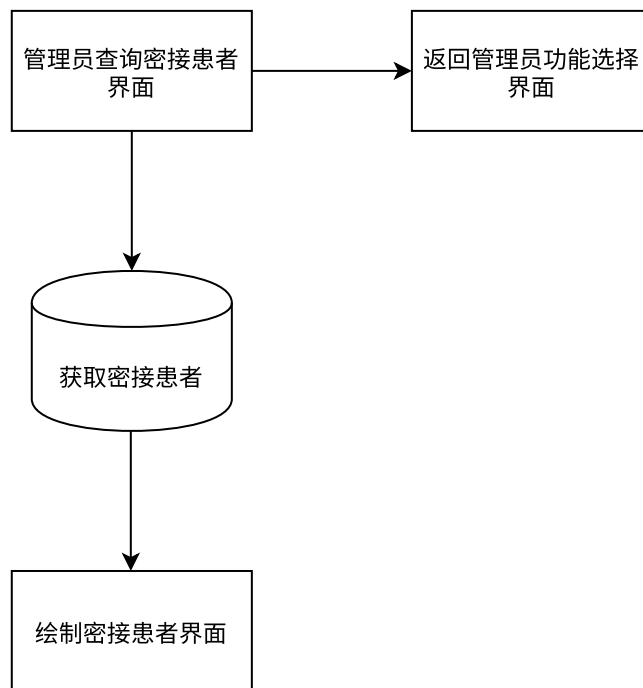 管理员查询密接患者
界面
返回管理员功能选择
界面
获取密接患者
绘制密接患者界面